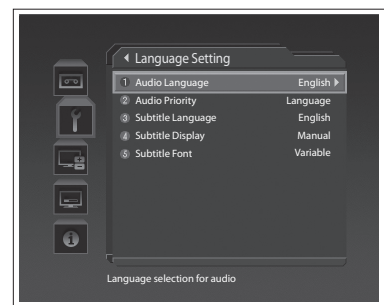 Language Setting
1 Audio Language English
2 Audio Priority Language
3 Subtitle Language English
4 Subtitle Display Manual
5 Subtitle Font Variable
Language selection for audio